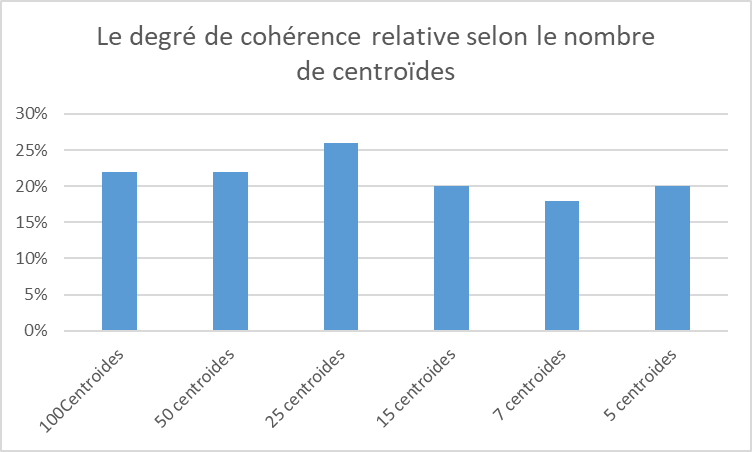 Le degré de cohérence relative selon le nombre
de centroïdes
30%
25%
20%
15%
10%
5%
0%
100Centroides
50 centroides
25 centroides
15 centroides
7 centroides
5 centroides